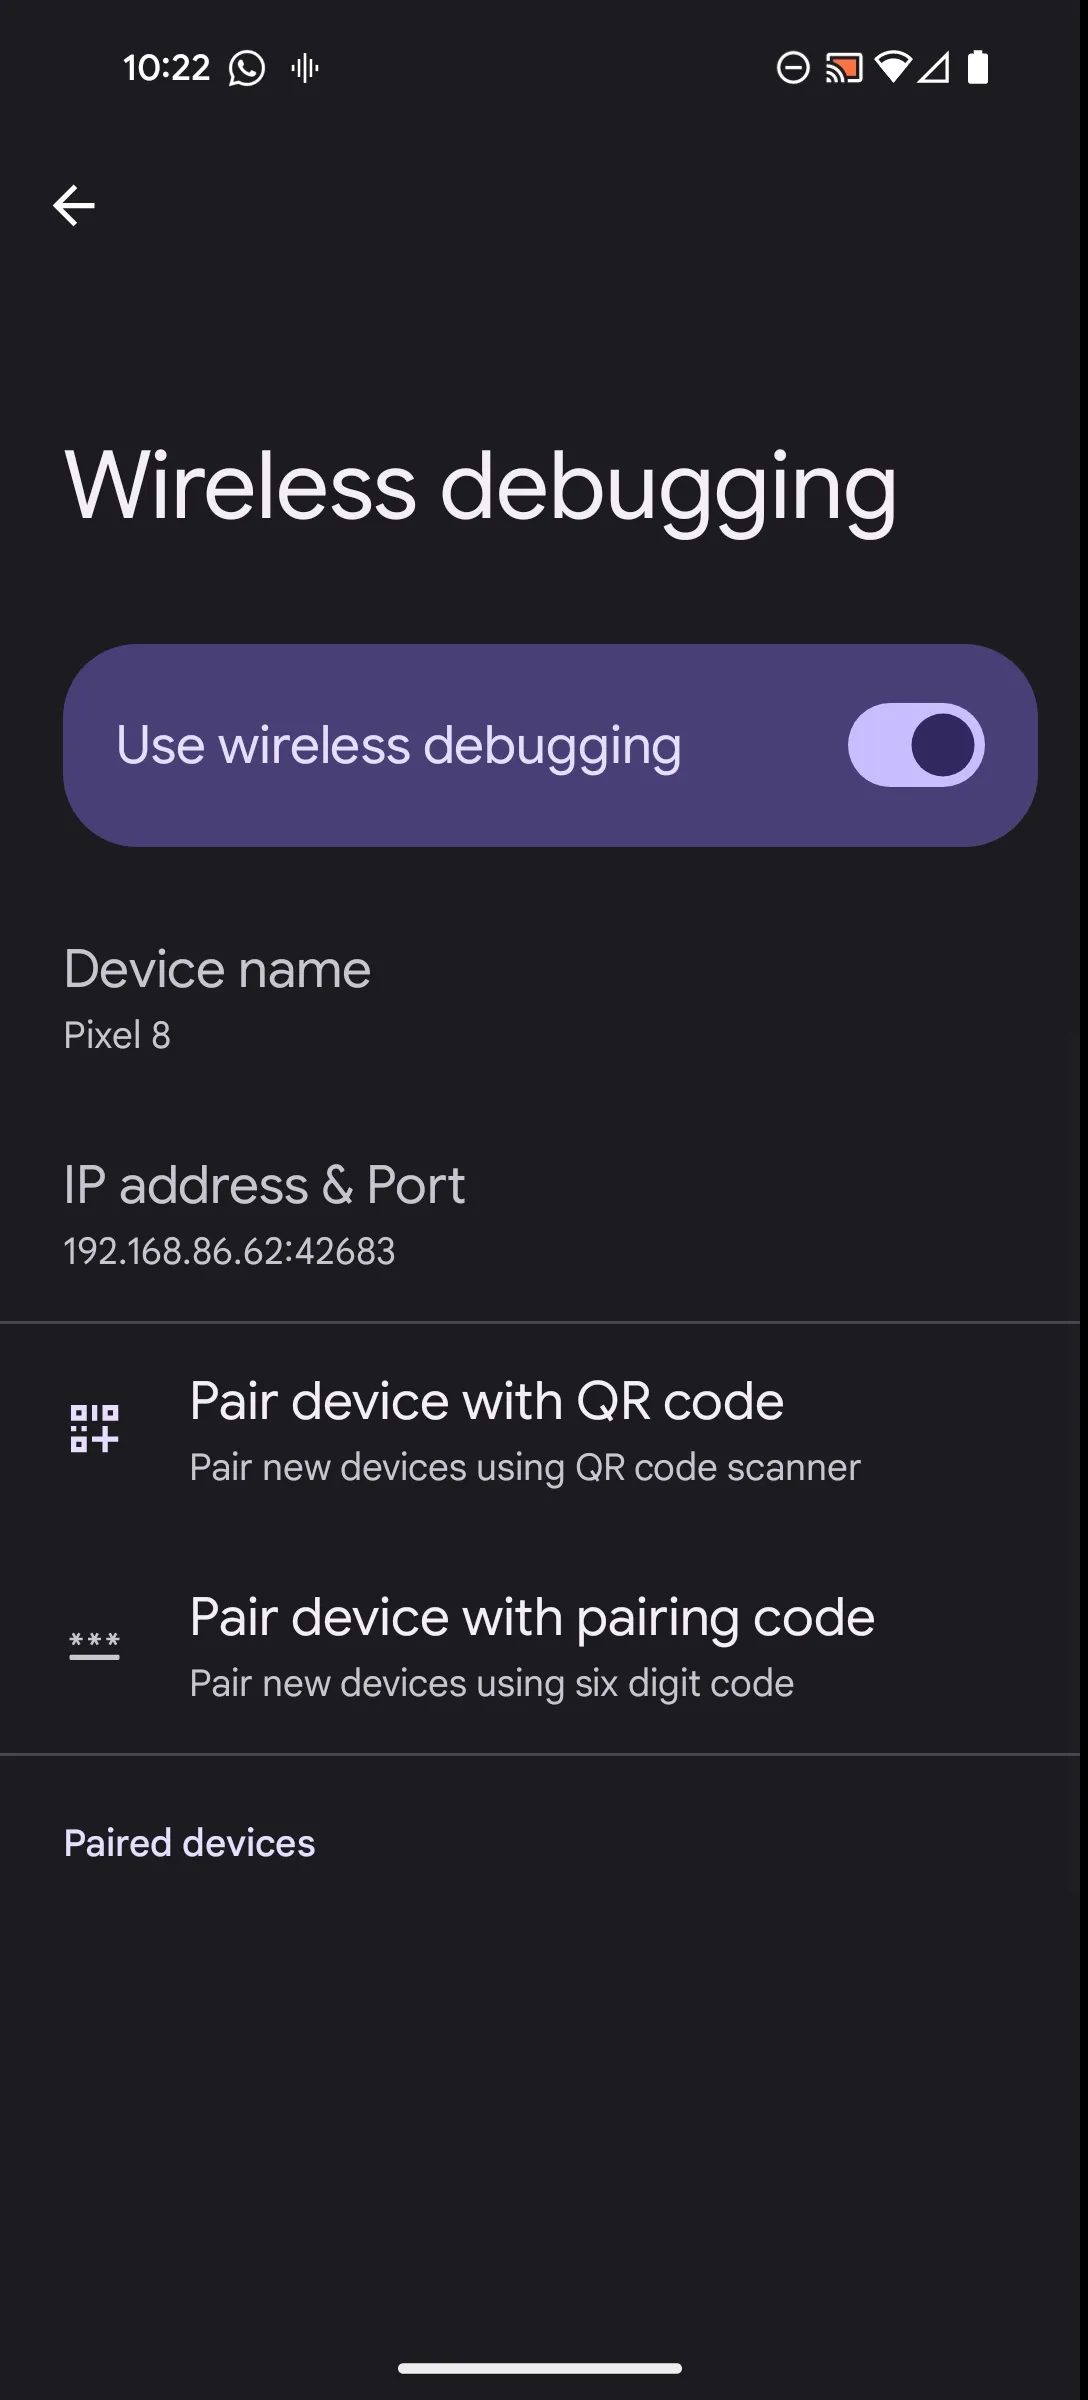 10:22
Wireless debugging
Use wireless debugging
Device name
Pixel 8
IP address & Port
192.168.86.62:42683
Pair device with QR code
Pair new devices using QR code scanner
Pair device with pairing code
Pair new devices using six digit code
Paired devices